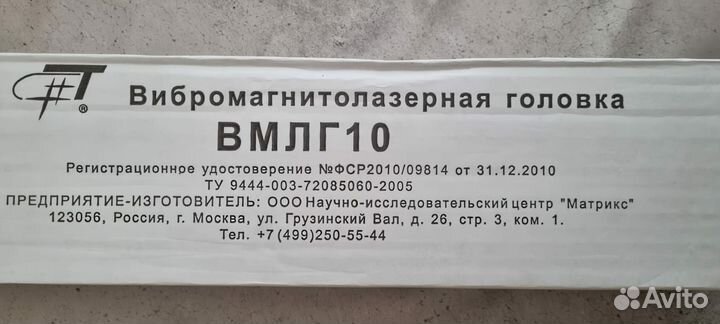 #T ®
Вибромагнитолазерная головка
ВМЛГ10
Регистрационное удостоверение №ФСР2010/09814 от 31.12.2010
ТУ 9444-003-72085060-2005
ПРЕДПРИЯТИЕ-ИЗГОТОВИТЕЛЬ: ООО Научно-исследовательский центр "Матрикс"
123056, Россия, г. Москва, ул. Грузинский Вал, д. 26, стр. 3, ком. 1.
Тел. +7 (499)250-55-44
Avito